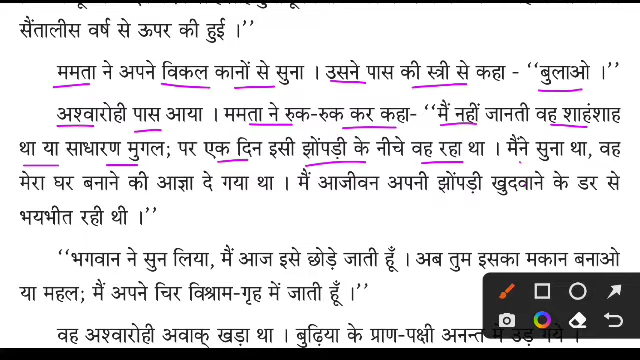 सैंतालीस वर्ष से ऊपर की हुई ।’’
ममता ने अपने विकल कानों से सुना । उसने पास की स्त्री से कहा - ‘‘बुलाओ ।’’
अश्वारोही पास आया । ममता ने रुक-रुक कर कहा- ‘‘मैं नहीं जानती वह शाहंशाह
था या साधारण मुगल; पर एक दिन इसी झोंपड़ी के नीचे वह रहा था । मैंने सुना था, वह
मेरा घर बनाने की आज्ञा दे गया था । मैं आजीवन अपनी झोंपड़ी खुदवाने के डर से
भयभीत रही थी ।’’
‘‘भगवान ने सुन लिया, मैं आज इसे छोड़े जाती हूँ । अब तुम इसका मकान बनाओ
या महल; मैं अपने चिर विश्राम-गृह में जाती हूँ ।’’
वह अश्वारोही अवाक् खड़ा था । बुढ़िया के प्राण-पक्षी अनन्त में उड़ गये ।